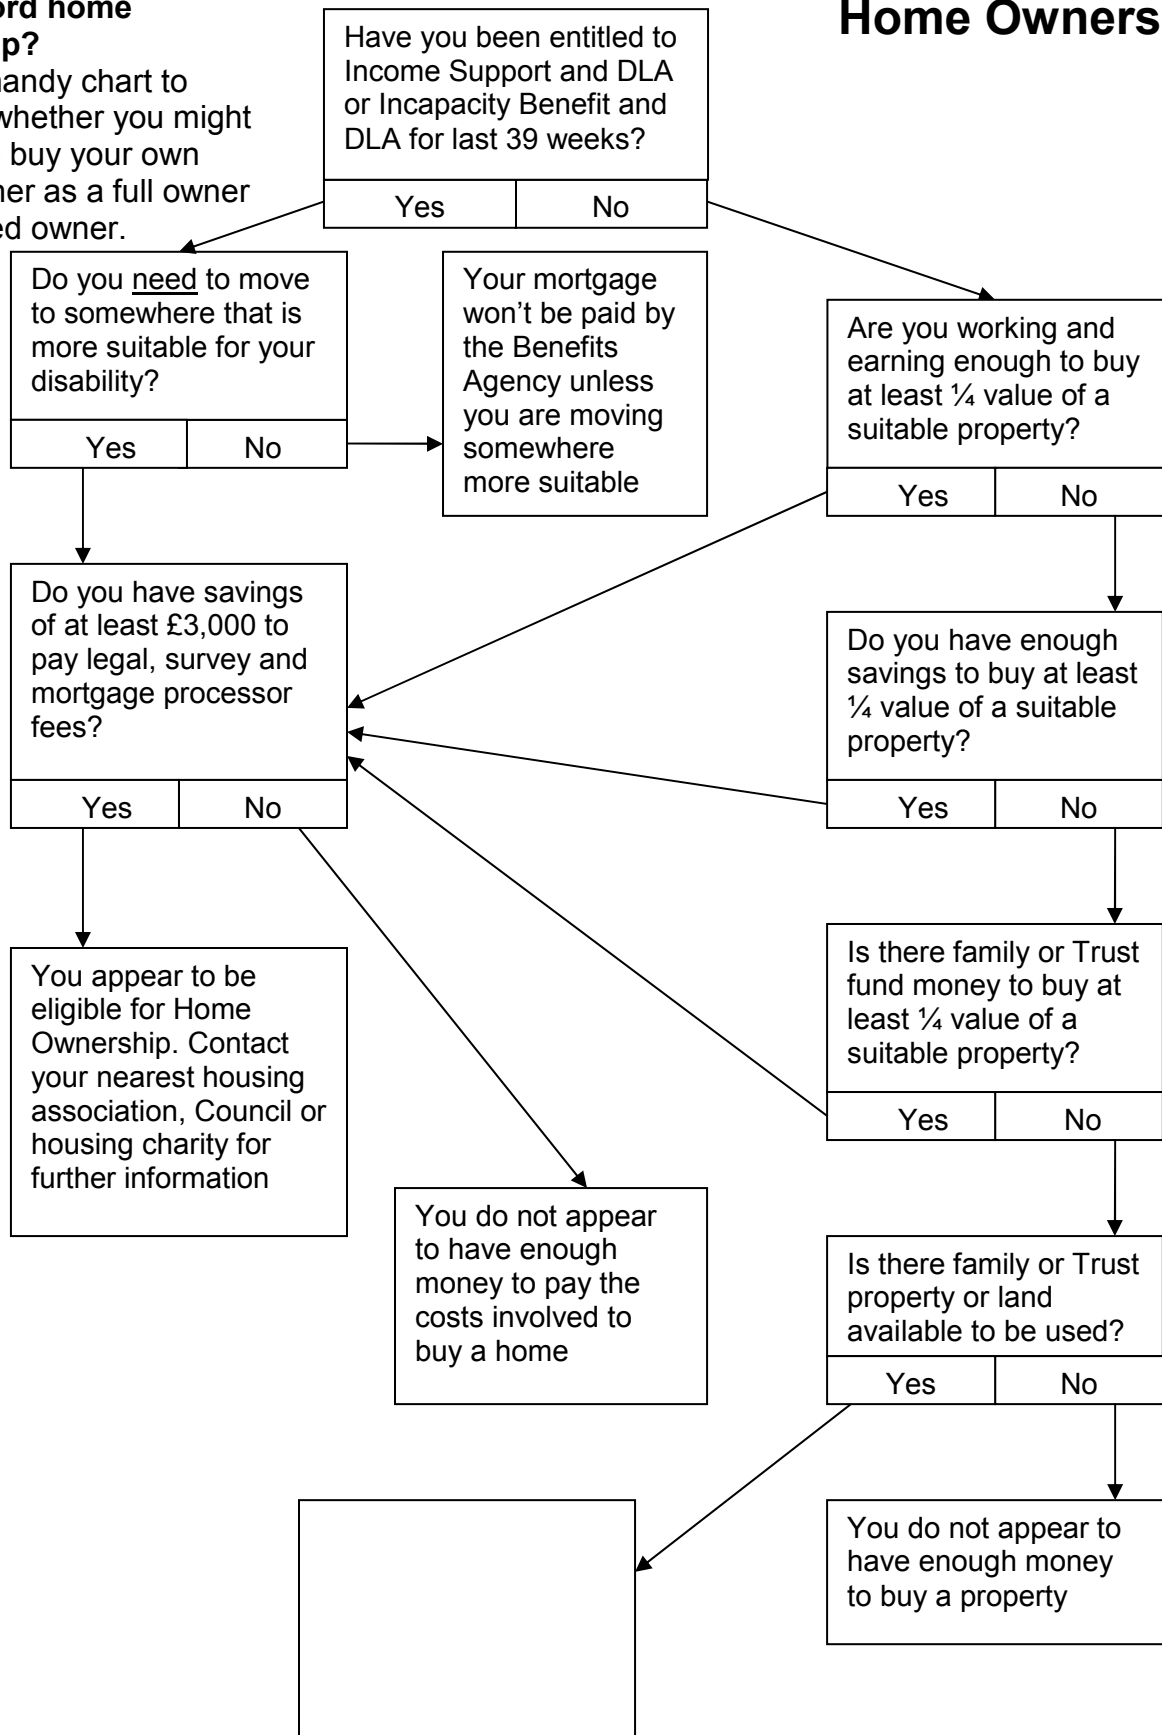 ord home
p?
andy chart to
whether you might
buy your own
ner as a full owner
ed owner.
Home Owners
Have you been entitled to
Income Support and DLA
or Incapacity Benefit and
DLA for last 39 weeks?
Yes No
Do you need to move
to somewhere that is
more suitable for your
disability?
Yes No
Your mortgage
won’t be paid by
the Benefits
Agency unless
you are moving
somewhere
more suitable
Are you working and
earning enough to buy
at least ¼ value of a
suitable property?
Yes No
Do you have savings
of at least £3,000 to
pay legal, survey and
mortgage processor
fees?
Yes No
Do you have enough
savings to buy at least
¼ value of a suitable
property?
Yes No
You appear to be
eligible for Home
Ownership. Contact
your nearest housing
association, Council or
housing charity for
further information
Is there family or Trust
fund money to buy at
least ¼ value of a
suitable property?
Yes No
You do not appear
to have enough
money to pay the
costs involved to
buy a home
Is there family or Trust
property or land
available to be used?
Yes No
You do not appear to
have enough money
to buy a property